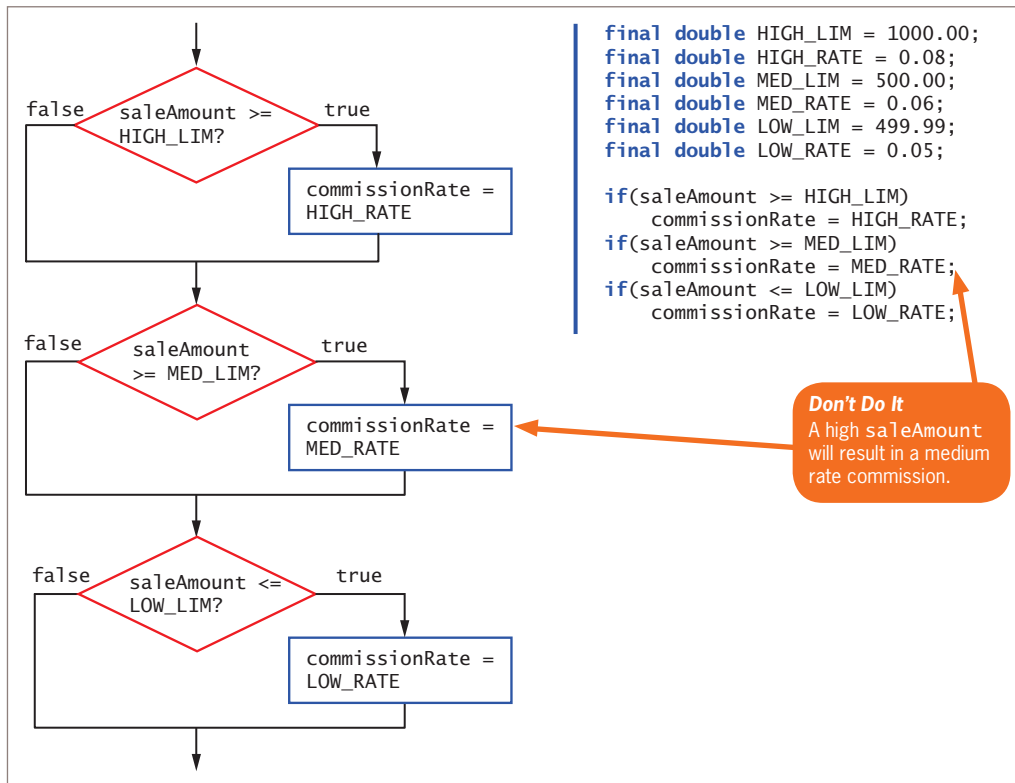 false
saleAmount >=
HIGH_LIM?
true
commissionRate =
HIGH_RATE
false
saleAmount
>= MED_LIM?
true
commissionRate =
MED_RATE
false
saleAmount <=
LOW_LIM?
true
commissionRate =
LOW_RATE
final double HIGH_LIM = 1000.00;
final double HIGH_RATE = 0.08;
final double MED_LIM = 500.00;
final double MED_RATE = 0.06;
final double LOW_LIM = 499.99;
final double LOW_RATE = 0.05;
if(saleAmount >= HIGH_LIM)
commissionRate = HIGH_RATE;
if(saleAmount >= MED_LIM)
commissionRate = MED_RATE;
if(saleAmount <= LOW_LIM)
commissionRate = LOW_RATE;
Don't Do It
A high saleAmount
will result in a medium
rate commission.